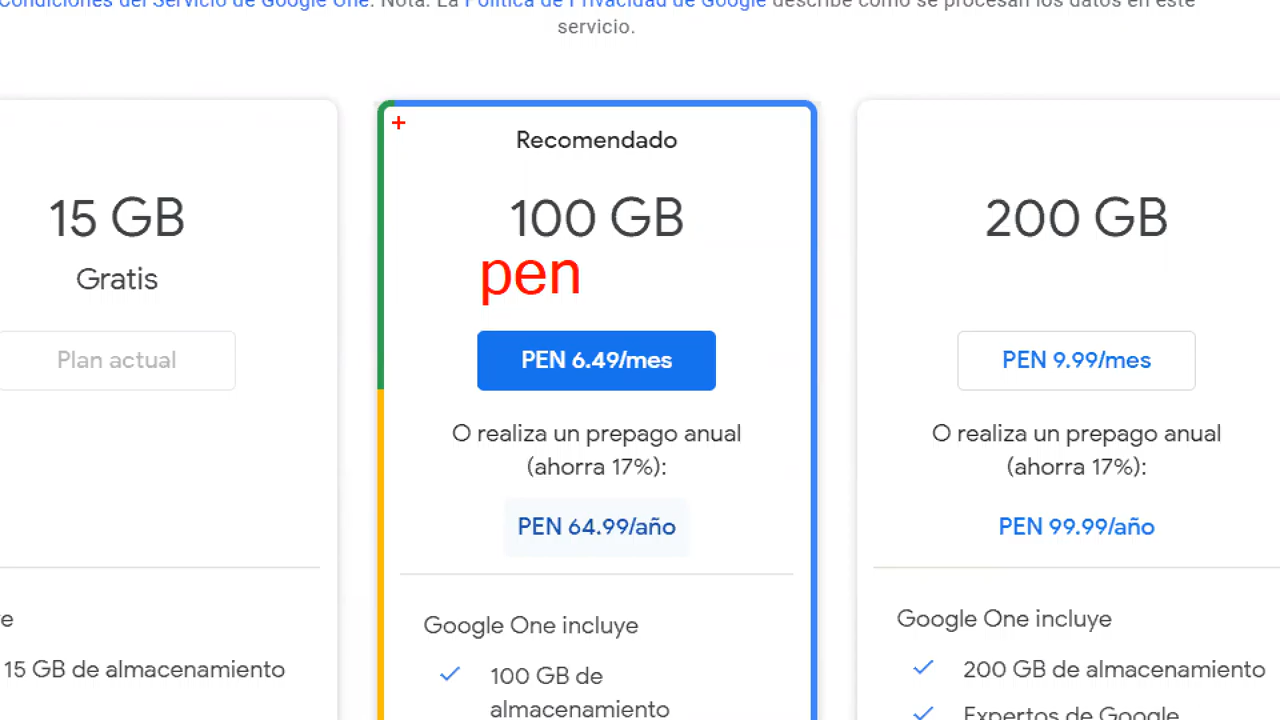 Condiciones del Servicio de Google One. Nota: La Política de Privacidad de Google describe cómo se procesan los datos en este
servicio.
15 GB
Gratis
Plan actual
15 GB de almacenamiento
Recomendado
100 GB
pen
PEN 6.49/mes
O realiza un prepago anual
(ahorra 17%):
PEN 64.99/año
Google One incluye
100 GB de
almacenamiento
200 GB
PEN 9.99/mes
O realiza un prepago anual
(ahorra 17%):
PEN 99.99/año
Google One incluye
200 GB de almacenamiento
Expertos de Google